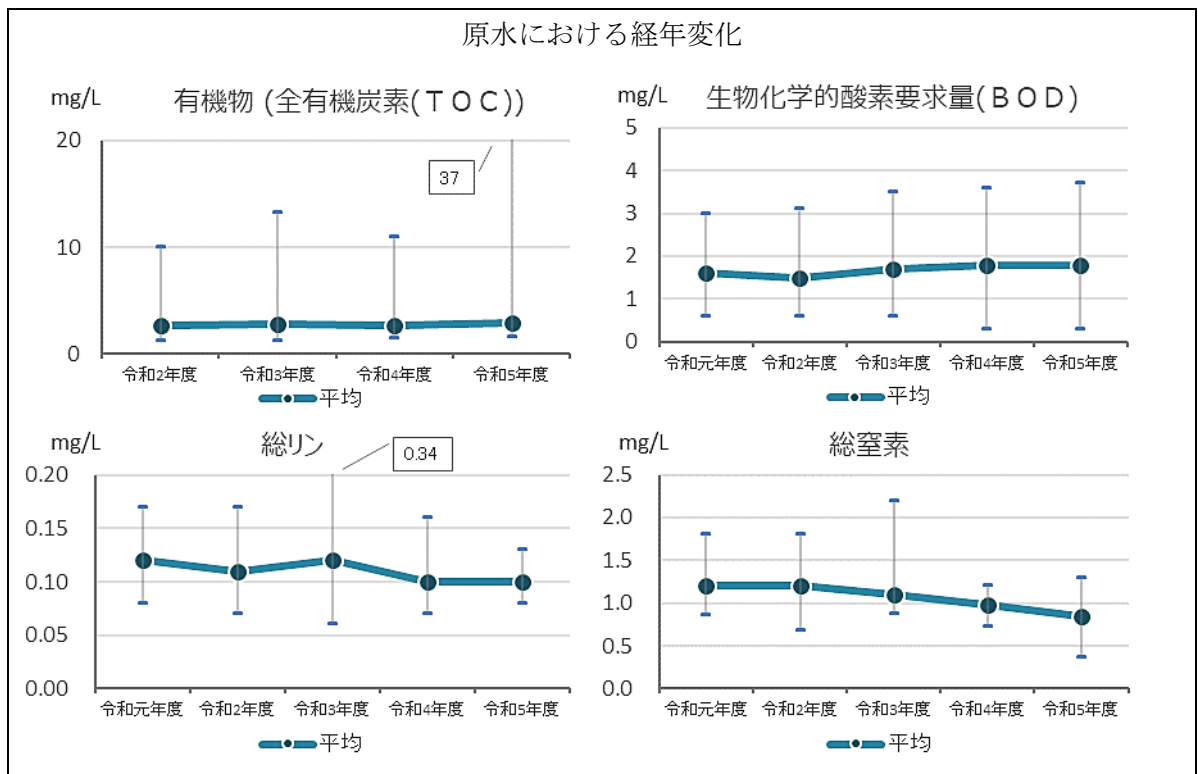 原水における経年変化
mg/L
有機物 (全有機炭素(ＴＯＣ))
20
10
0
37
令和2年度 令和3年度 令和4年度 令和5年度
平均
mg/L
生物化学的酸素要求量(ＢＯＤ)
5
4
3
2
1
0
令和元年度 令和2年度 令和3年度 令和4年度 令和5年度
平均
mg/L
総リン
0.34
0.20
0.15
0.10
0.05
0.00
令和元年度 令和2年度 令和3年度 令和4年度 令和5年度
平均
mg/L
総窒素
2.5
2.0
1.5
1.0
0.5
0.0
令和元年度 令和2年度 令和3年度 令和4年度 令和5年度
平均